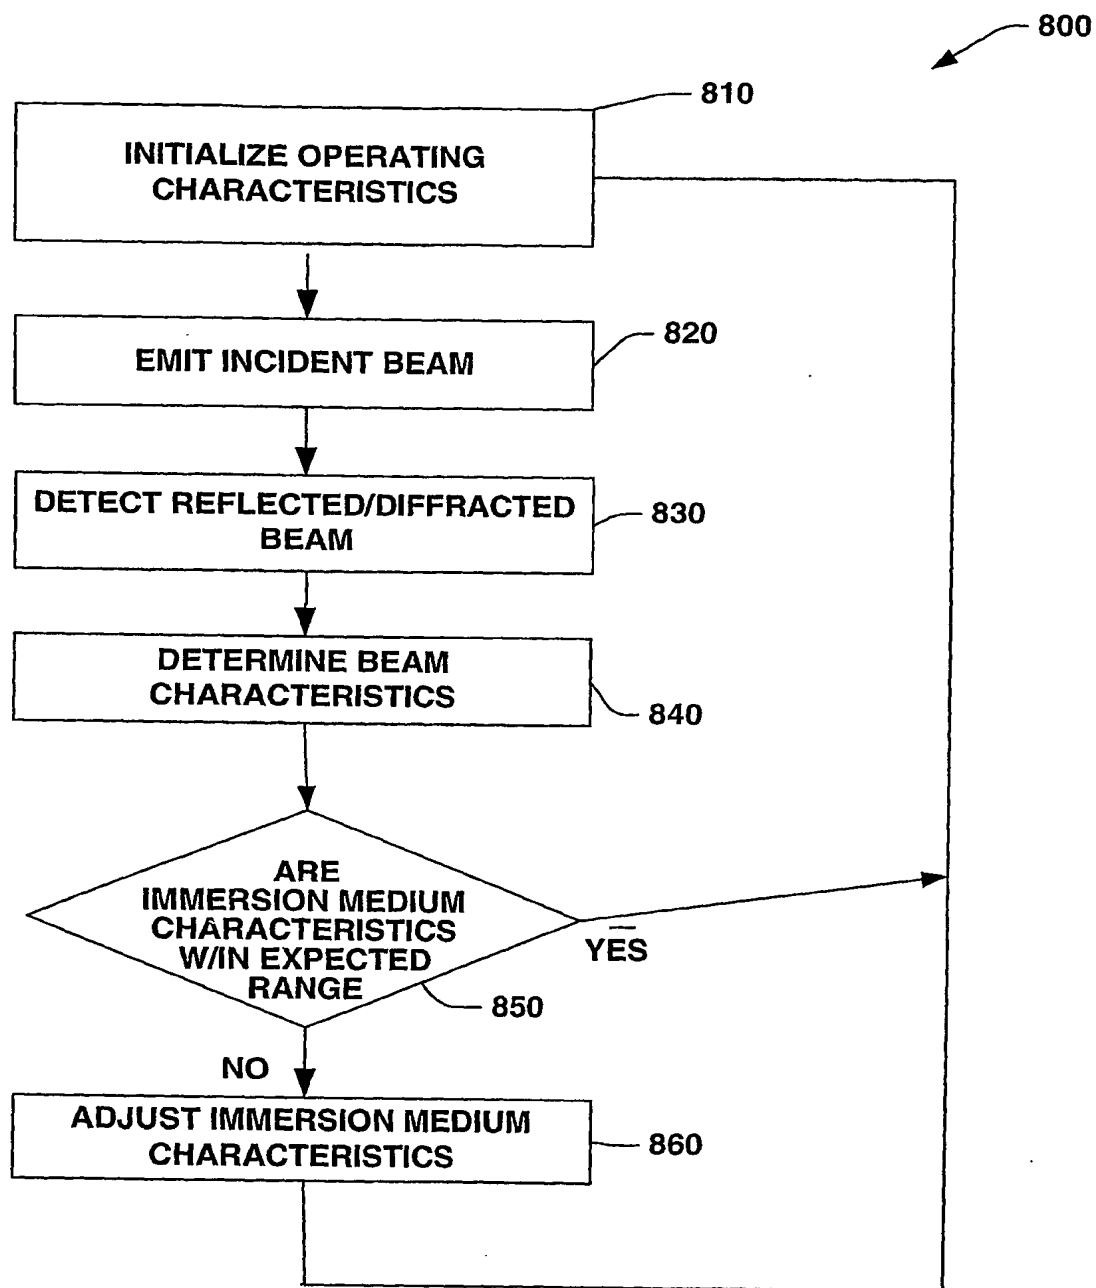 800
810
INITIALIZE OPERATING
CHARACTERISTICS
820
EMIT INCIDENT BEAM
830
DETECT REFLECTED/DIFFRACTED
BEAM
DETERMINE BEAM
CHARACTERISTICS
840
ARE
IMMERSION MEDIUM
CHARACTERISTICS
W/IN EXPECTED
RANGE
YES
850
NO
ADJUST IMMERSION MEDIUM
CHARACTERISTICS
860